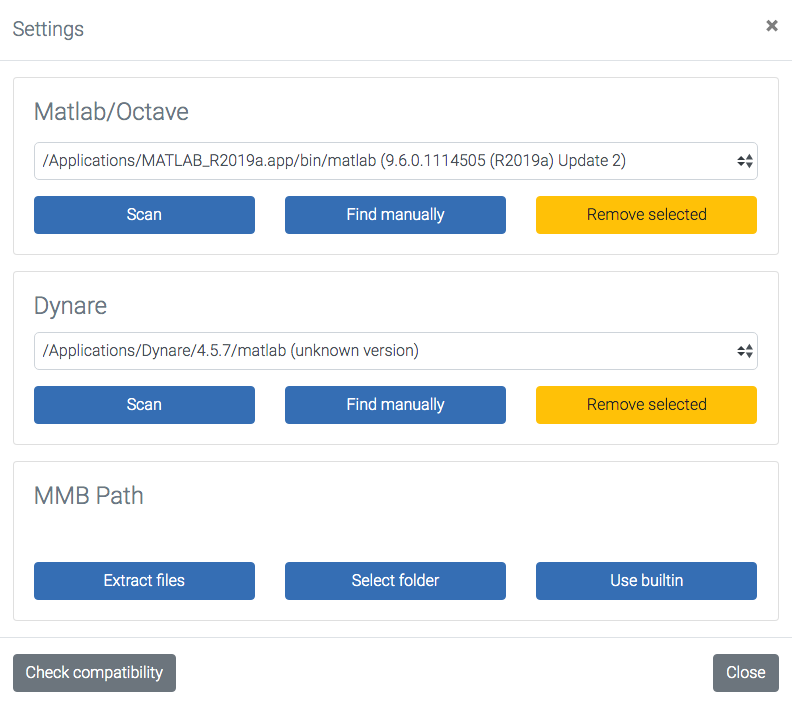 Settings
×
Matlab/Octave
/Applications/MATLAB_R2019a.app/bin/matlab (9.6.0.1114505 (R2019a) Update 2)
Scan Find manually Remove selected
Dynare
/Applications/Dynare/4.5.7/matlab (unknown version)
Scan Find manually Remove selected
MMB Path
Extract files Select folder Use builtin
Check compatibility Close